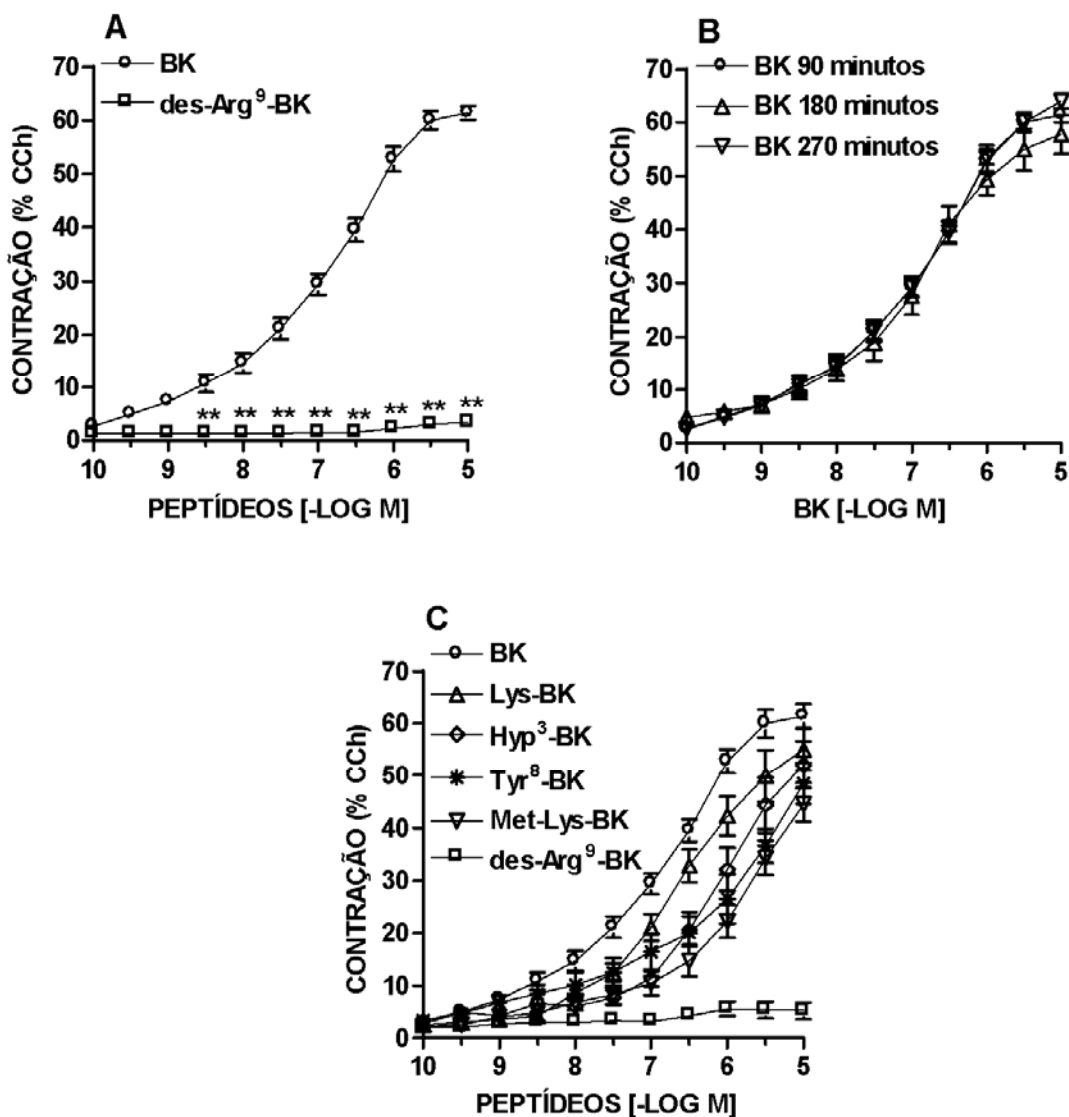 A
BK
des-Arg⁹-BK
CONTRAÇÃO (% CCh)
70
60
50
40
30
20
10
0
** ** ** ** ** ** ** **
10 9 8 7 6 5
PEPTÍDEOS [-LOG M]
B
BK 90 minutos
BK 180 minutos
BK 270 minutos
CONTRAÇÃO (% CCh)
70
60
50
40
30
20
10
0
10 9 8 7 6 5
BK [-LOG M]
C
BK
Lys-BK
Hyp³-BK
Tyr⁸-BK
Met-Lys-BK
des-Arg⁹-BK
CONTRAÇÃO (% CCh)
70
60
50
40
30
20
10
0
10 9 8 7 6 5
PEPTÍDEOS [-LOG M]